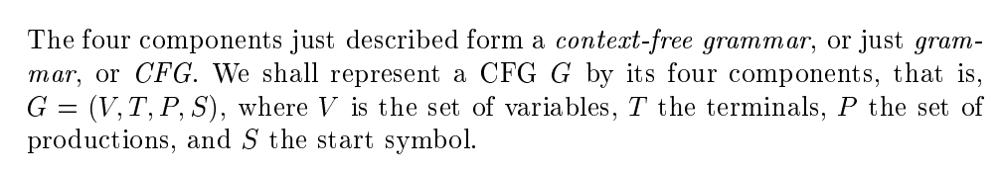 The four components just described form a context-free grammar, or just gram-
mar, or CFG. We shall represent a CFG G by its four components, that is,
G = (V, T, P, S), where V is the set of variables, T the terminals, P the set of
productions, and S the start symbol.